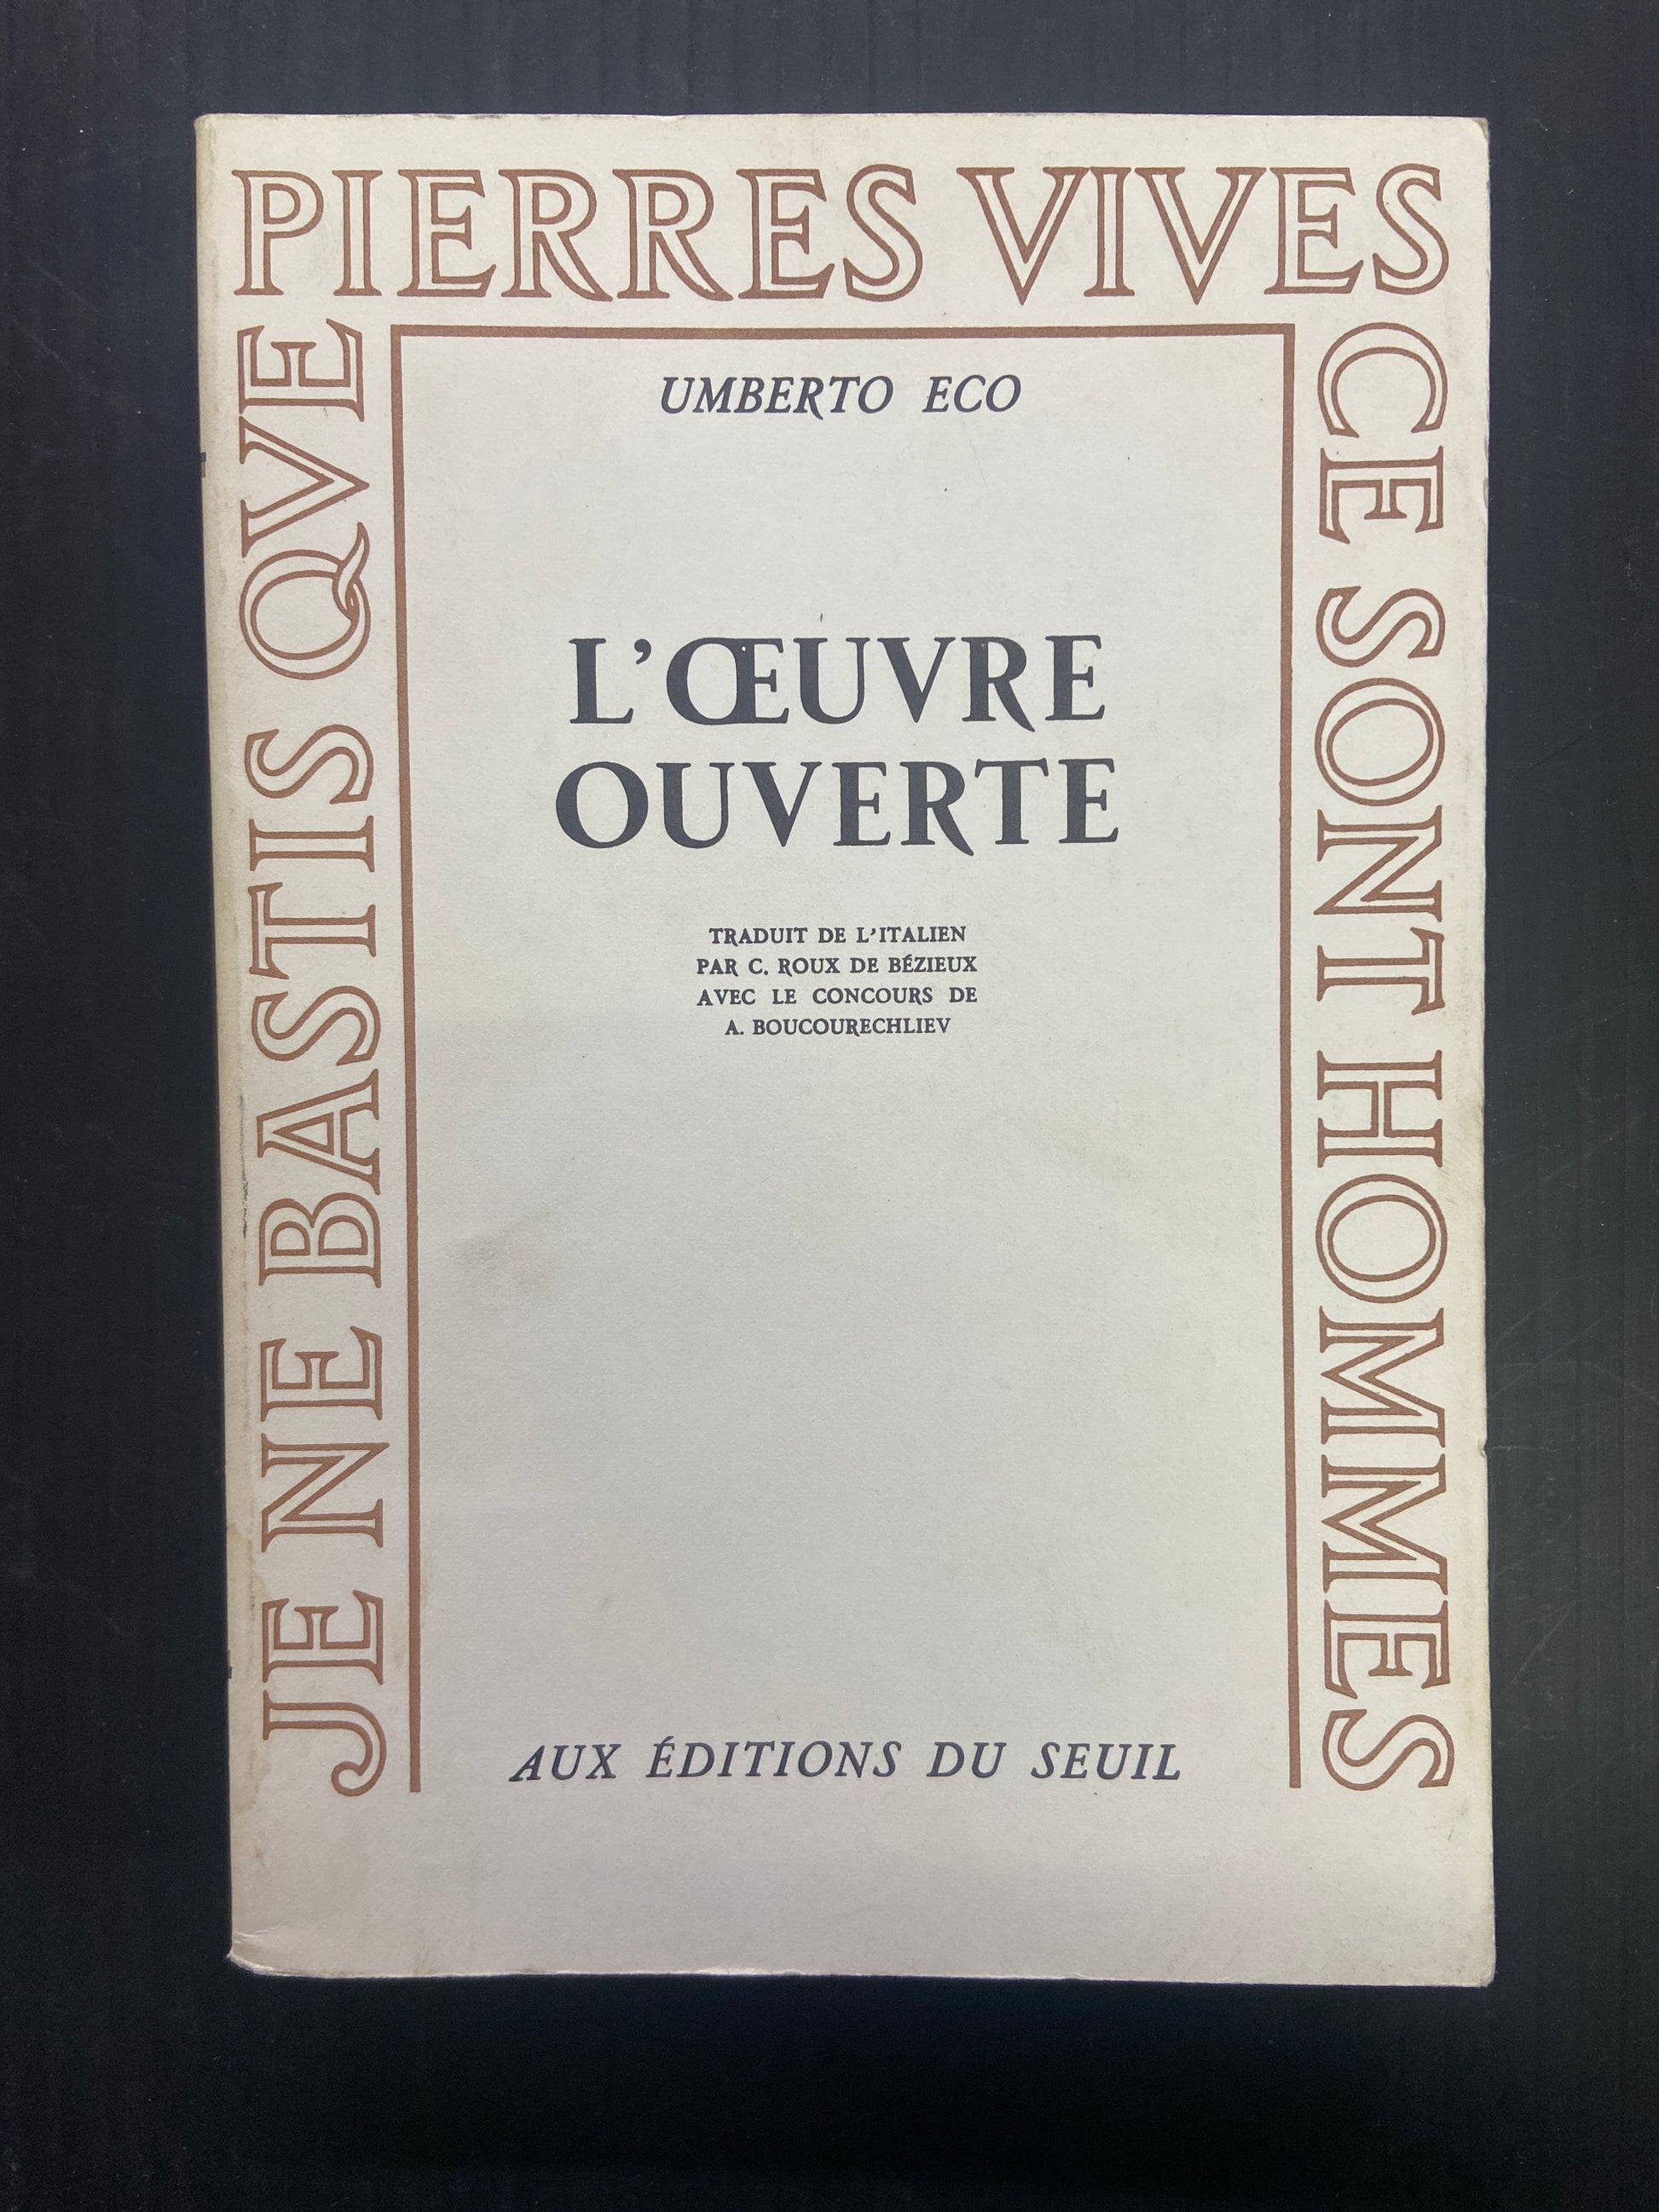 JE NE BASTIS QVE
PIERRES VIVES
CE SONT HOMMES
UMBERTO ECO
L'ŒUVRE
OUVERTE
TRADUIT DE L'ITALIEN
PAR C. ROUX DE BÉZIEUX
AVEC LE CONCOURS DE
A. BOUCOURECHLIEV
AUX ÉDITIONS DU SEUIL